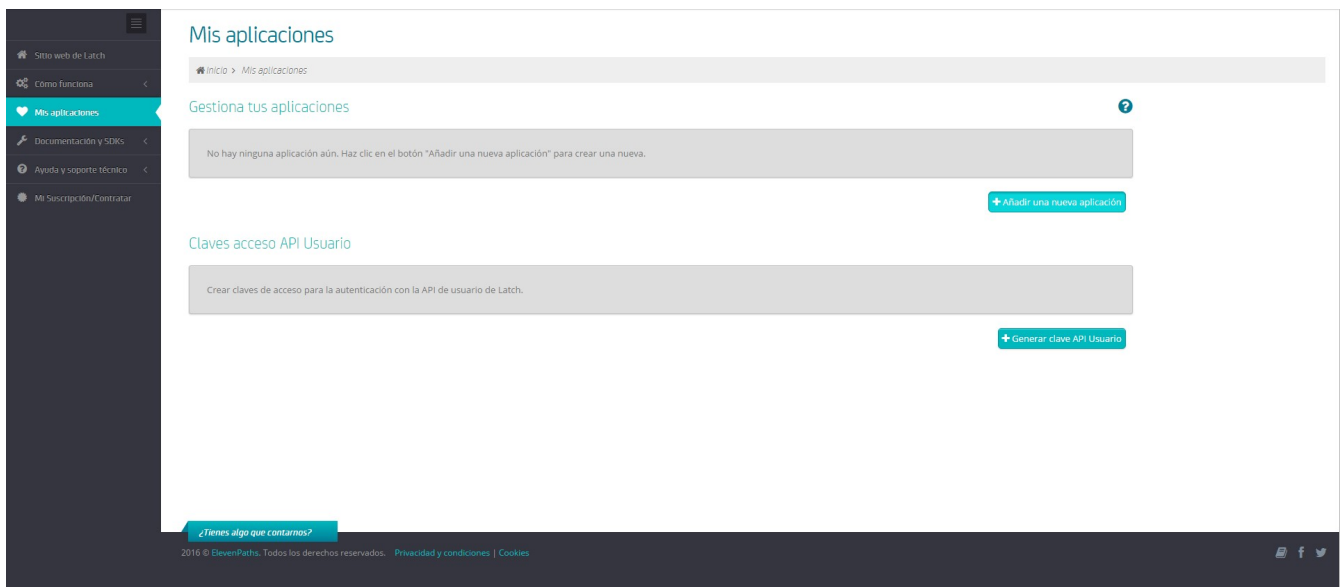 Mis aplicaciones
Sitio web de Latch
Inicio > Mis aplicaciones
Cómo funciona <
Mis aplicaciones
Gestiona tus aplicaciones
Documentación y SDKs <
No hay ninguna aplicación aún. Haz clic en el botón "Añadir una nueva aplicación" para crear una nueva.
Ayuda y soporte técnico <
Mi Suscripción/Contratar
+ Añadir una nueva aplicación
Claves acceso API Usuario
Crear claves de acceso para la autenticación con la API de usuario de Latch.
+ Generar clave API Usuario
¿Tienes algo que contarnos?
2016 © ElevenPaths. Todos los derechos reservados. Privacidad y condiciones | Cookies